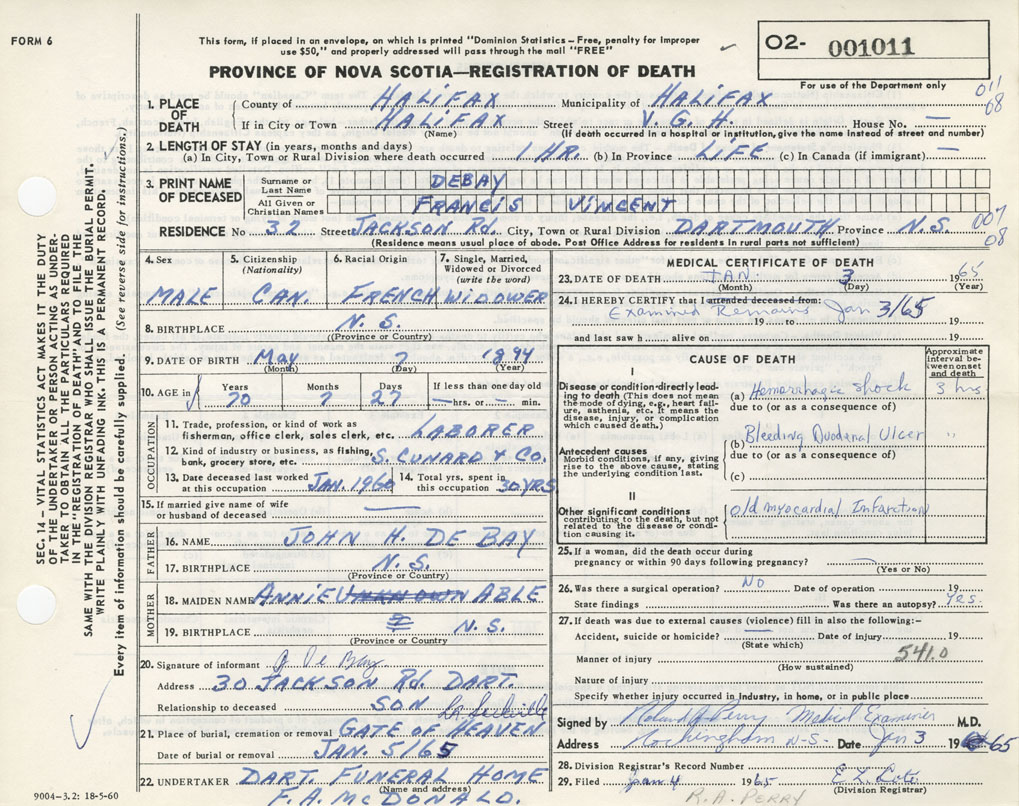 FORM 6
This form, if placed in an envelope, on which is printed "Dominion Statistics – Free, penalty for improper
use $50," and properly addressed will pass through the mail "FREE"
O2- 001011
For use of the Department only
PROVINCE OF NOVA SCOTIA—REGISTRATION OF DEATH
011
08
1. PLACE OF DEATH
County of HALIFAX Municipality of HALIFAX
If in City or Town HALIFAX Street V.G.H. House No. —
(Name) (If death occurred in a hospital or institution, give the name instead of street and number)
2. LENGTH OF STAY (in years, months and days)
(a) In City, Town or Rural Division where death occurred 1 HR. (b) In Province LIFE (c) In Canada (if immigrant) —
3. PRINT NAME OF DECEASED
Surname or Last Name DEBAY
All Given or Christian Names FRANCIS VINCENT
RESIDENCE No 32 Street JACKSON Rd. City, Town or Rural Division DARTMOUTH Province N.S.
007
08
(Residence means usual place of abode. Post Office Address for residents in rural parts not sufficient)
4. Sex MALE
5. Citizenship (Nationality) CAN.
6. Racial Origin FRENCH
7. Single, Married, Widowed or Divorced (write the word) WIDOWER
8. BIRTHPLACE N.S.
((Province or Country)
9. DATE OF BIRTH May 7 1894
(Month) (Day) (Year)
10. AGE in Years 70 Months 7 Days 27 If less than one day old — hrs. or — min.
OCCUPATION
11. Trade, profession, or kind of work as fisherman, office clerk, sales clerk, etc. LABORER
12. Kind of industry or business, as fishing, bank, grocery store, etc. S. CUNARD & CO.
13. Date deceased last worked at this occupation JAN. 1960
14. Total yrs. spent in this occupation 30 YRS
15. If married give name of wife or husband of deceased —
FATHER
16. NAME JOHN H. DE BAY
17. BIRTHPLACE N.S.
(Province or Country)
MOTHER
18. MAIDEN NAME ANNIE UNKNOWN ABLE
19. BIRTHPLACE N.S.
(Province or Country
20. Signature of informant De Bay
Address 30 JACKSON Rd. DART.
Relationship to deceased SON
21. Place of burial, cremation or removal GATE OF HEAVEN
Date of burial or removal JAN. 5/65
22. UNDERTAKER DART. FUNERAL HOME
(Name and address)
F.A. McDONALD.
MEDICAL CERTIFICATE OF DEATH
23. DATE OF DEATH JAN. 3 1965
(Month) (Day) (Year)
24. I HEREBY CERTIFY that I attended deceased from:
Examined Remains Jan 3/65
19 to 19
and last saw h alive on 19
CAUSE OF DEATH
Approximate interval between onset and death
I
Disease or condition directly leading to death (This does not mean the mode of dying, e.g., heart failure, asthenia, etc. It means the disease, injury, or complication which caused death.)
(a) Hemorrhagic shock 3 hrs
due to (or as a consequence of)
(b) Bleeding Duodenal Ulcer "
due to (or as a consequence of)
Antecedent causes
Morbid conditions, if any, giving rise to the above cause, stating the underlying condition last.
(c)
II
Other significant conditions contributing to the death, but not related to the disease or condition causing it.
Old Myocardial Infarction
25. If a woman, did the death occur during pregnancy or within 90 days following pregnancy?
(Yes or No)
26. Was there a surgical operation? NO Date of operation 19
State findings Was there an autopsy? Yes.
27. If death was due to external causes (violence) fill in also the following:-
Accident, suicide or homicide? — Date of injury 19
(State which)
Manner of injury 541.0
(How sustained)
Nature of injury
Specify whether injury occurred in industry, in home, or in public place
Signed by Roland A. Perry Medical Examiner M.D.
Address Rockingham N-S. Date Jan 3 1965
28. Division Registrar's Record Number
29. Filed Jan 4 1965
(Division Registrar)
R.A. PERRY
9004-3.2: 18-5-60
SEC. 14 – VITAL STATISTICS ACT MAKES IT THE DUTY
OF THE UNDERTAKER OR PERSON ACTING AS UNDER-
TAKER TO OBTAIN ALL THE PARTICULARS REQUIRED
IN THE "REGISTRATION OF DEATH" AND TO FILE THE
SAME WITH THE DIVISION REGISTRAR WHO SHALL ISSUE THE BURIAL PERMIT.
WRITE PLAINLY WITH UNFADING INK. THIS IS A PERMANENT RECORD.
Every item of information should be carefully supplied. (See reverse side for instructions.)